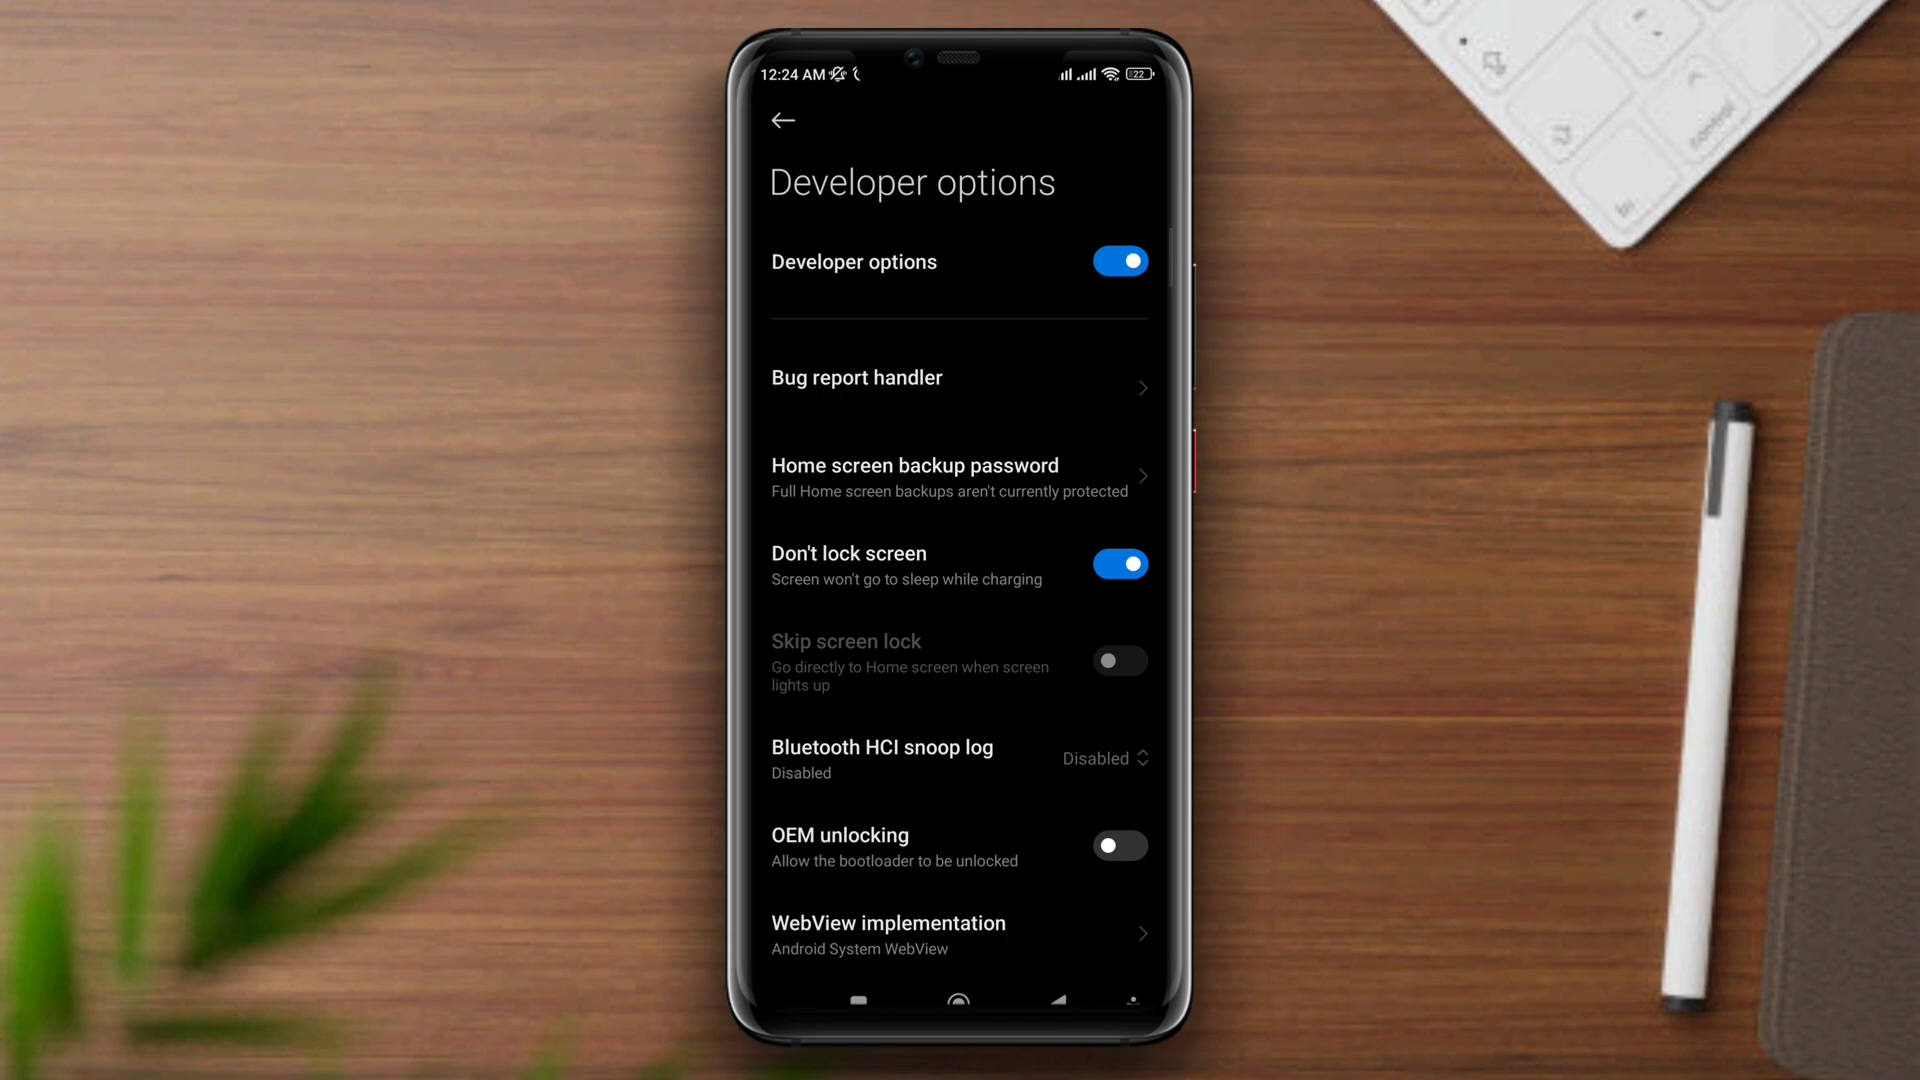 12:24 AM
22
Developer options
Developer options
Bug report handler
Home screen backup password
Full Home screen backups aren't currently protected
Don't lock screen
Screen won't go to sleep while charging
Skip screen lock
Go directly to Home screen when screen
lights up
Bluetooth HCI snoop log
Disabled
Disabled
OEM unlocking
Allow the bootloader to be unlocked
WebView implementation
Android System WebView
control
fn